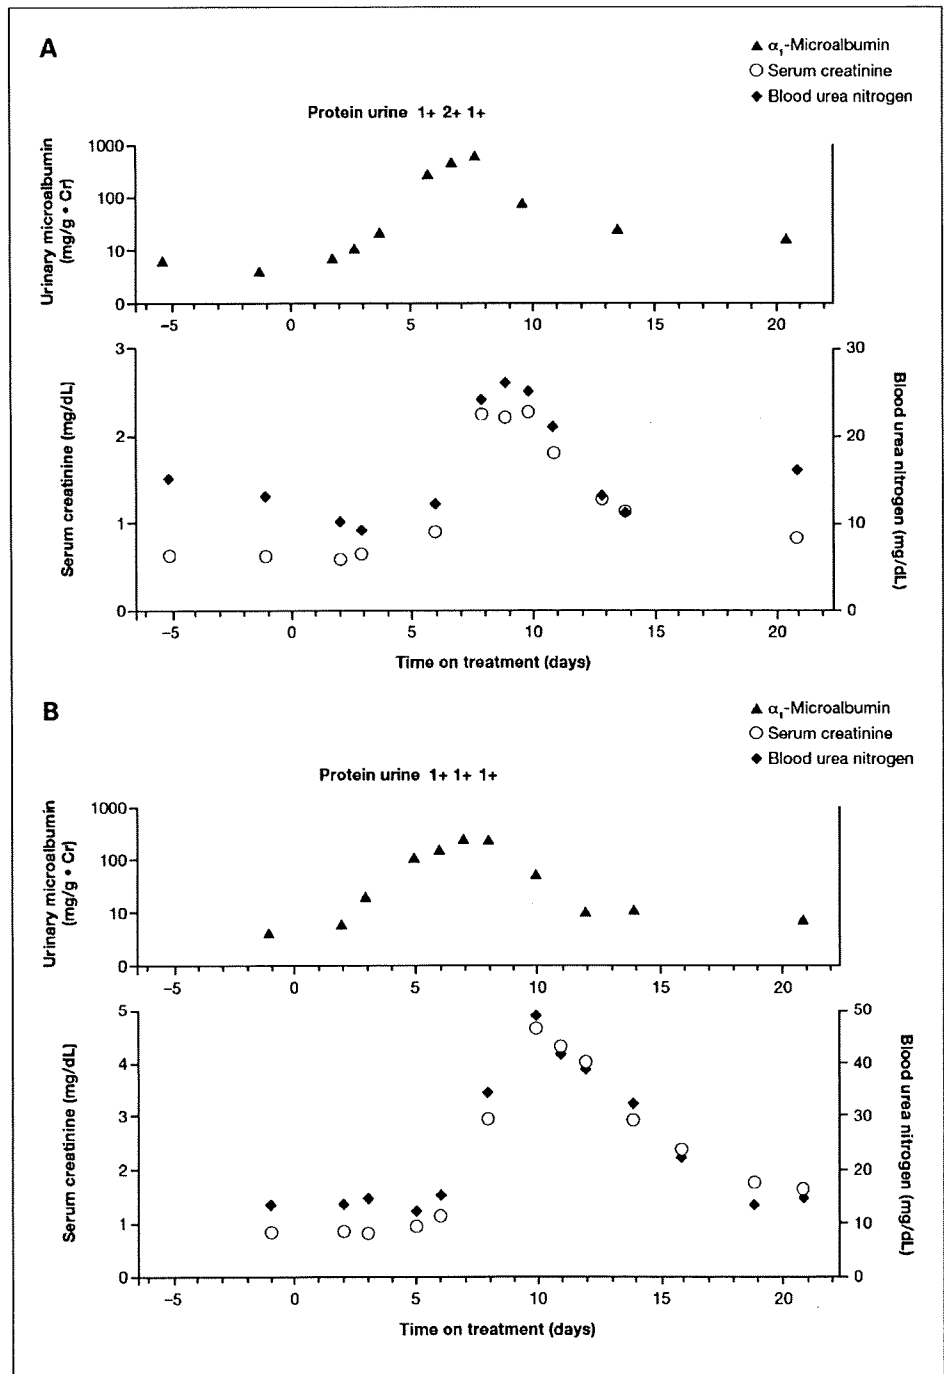 A
▲ α₁-Microalbumin
○ Serum creatinine
◆ Blood urea nitrogen
Protein urine 1+ 2+ 1+
Urinary microalbumin
(mg/g • Cr)
1000
100
10
0
–5 0 5 10 15 20
Serum creatinine (mg/dL)
3
2
1
0
Blood urea nitrogen (mg/dL)
30
20
10
0
–5 0 5 10 15 20
Time on treatment (days)
B
▲ α₁-Microalbumin
○ Serum creatinine
◆ Blood urea nitrogen
Protein urine 1+ 1+ 1+
Urinary microalbumin
(mg/g • Cr)
1000
100
10
0
–5 0 5 10 15 20
Serum creatinine (mg/dL)
5
4
3
2
1
0
Blood urea nitrogen (mg/dL)
50
40
30
20
10
0
–5 0 5 10 15 20
Time on treatment (days)